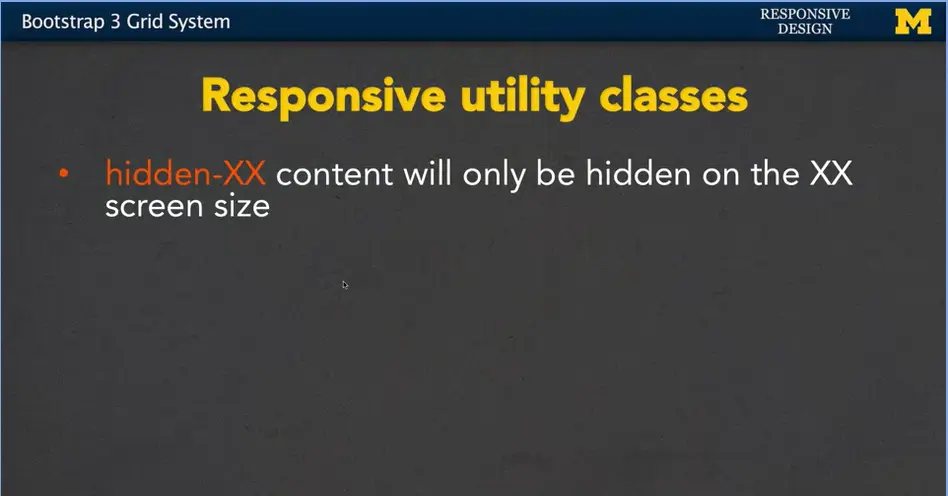 Bootstrap 3 Grid System
RESPONSIVE
DESIGN
M
Responsive utility classes
• hidden-XX content will only be hidden on the XX
screen size